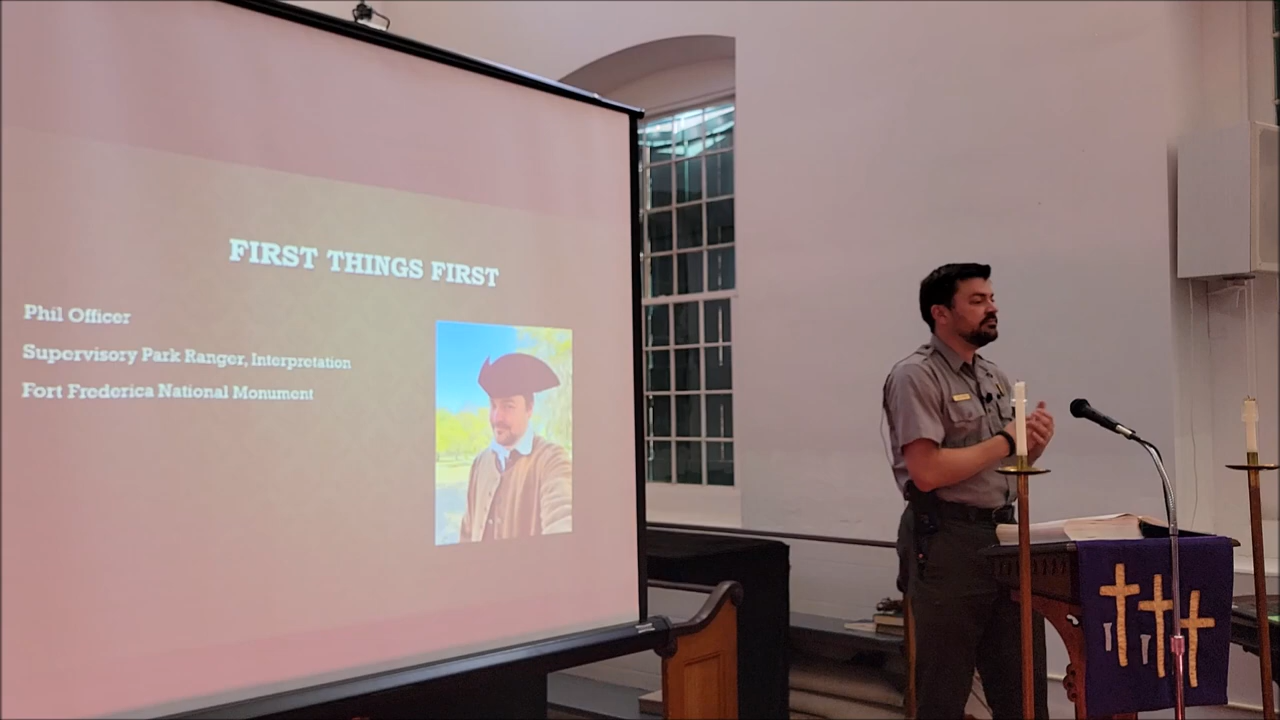 FIRST THINGS FIRST
Phil Officer
Supervisory Park Ranger, Interpretation
Fort Frederica National Monument